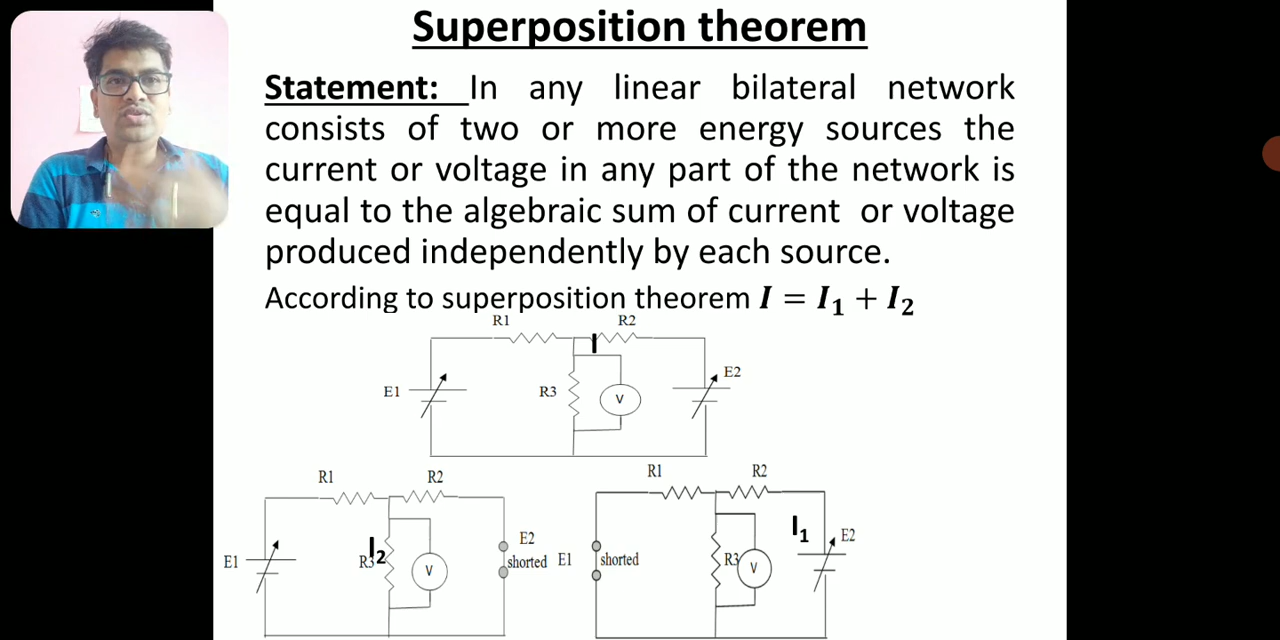 Superposition theorem
Statement: In any linear bilateral network
consists of two or more energy sources the
current or voltage in any part of the network is
equal to the algebraic sum of current or voltage
produced independently by each source.
According to superposition theorem I = I₁ + I₂
R1 R2
I
E1 R3 V E2
R1 R2
E1 R3 I₂ V E2
shorted
R1 R2
E1 shorted R3 V I₁ E2